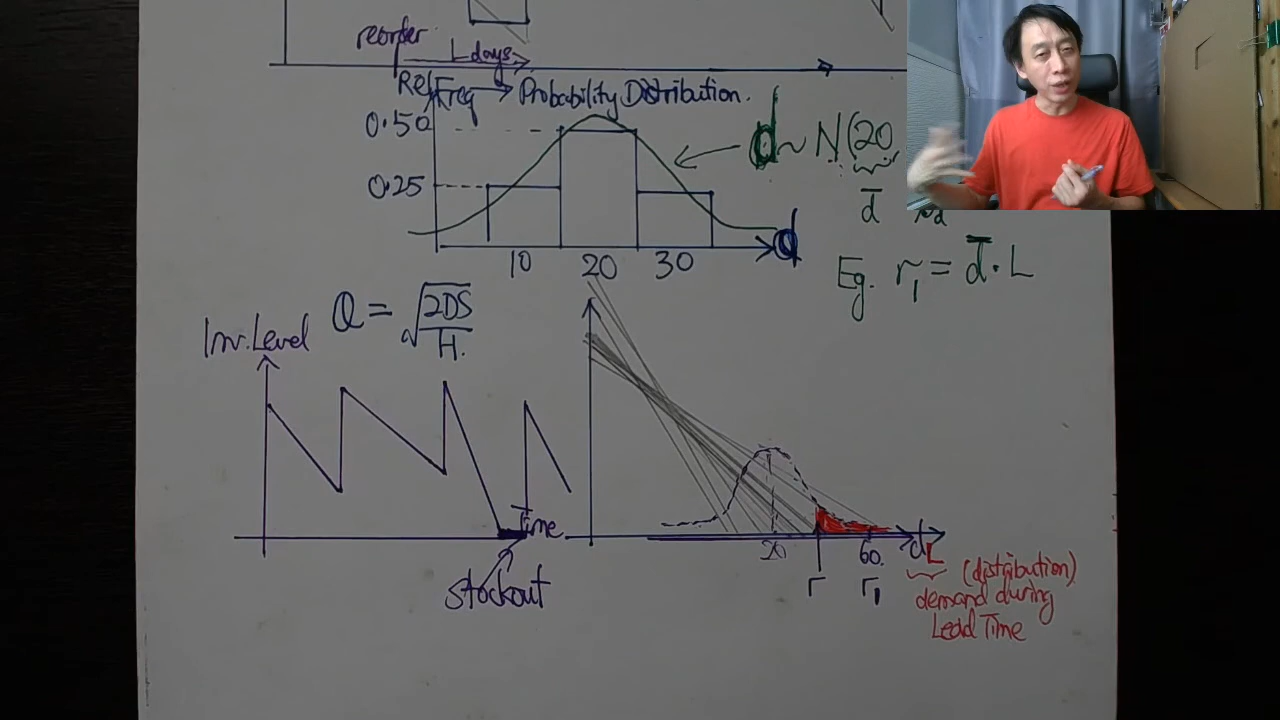 reorder
L days
Rel Freq → Probability Distribution.
0.50
d ~ N(20,
0.25
d̄
10 20 30
d
Eg. r₁ = d̄ · L
Q = √(2DS/H.)
Inv. Level
Time
stockout
20
60
dL
r
r₁
(distribution)
demand during
Lead Time